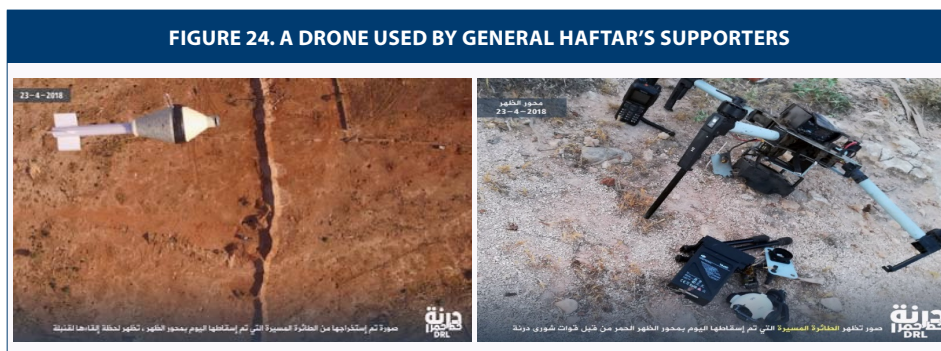 FIGURE 24. A DRONE USED BY GENERAL HAFTAR'S SUPPORTERS
23-4-2018
صورة تم إستخراجها من الطائرة المسيرة التي تم إسقاطها اليوم بمحور الظهر ، تظهر لحظة إلقاءها لقنبلة
درنة
DRL
محور الظهر
23-4-2018
صور تظهر الطائرة المسيرة التي تم إسقاطها اليوم بمحور الظهر الحمر من قبل قوات شورى درنة
درنة
DRL